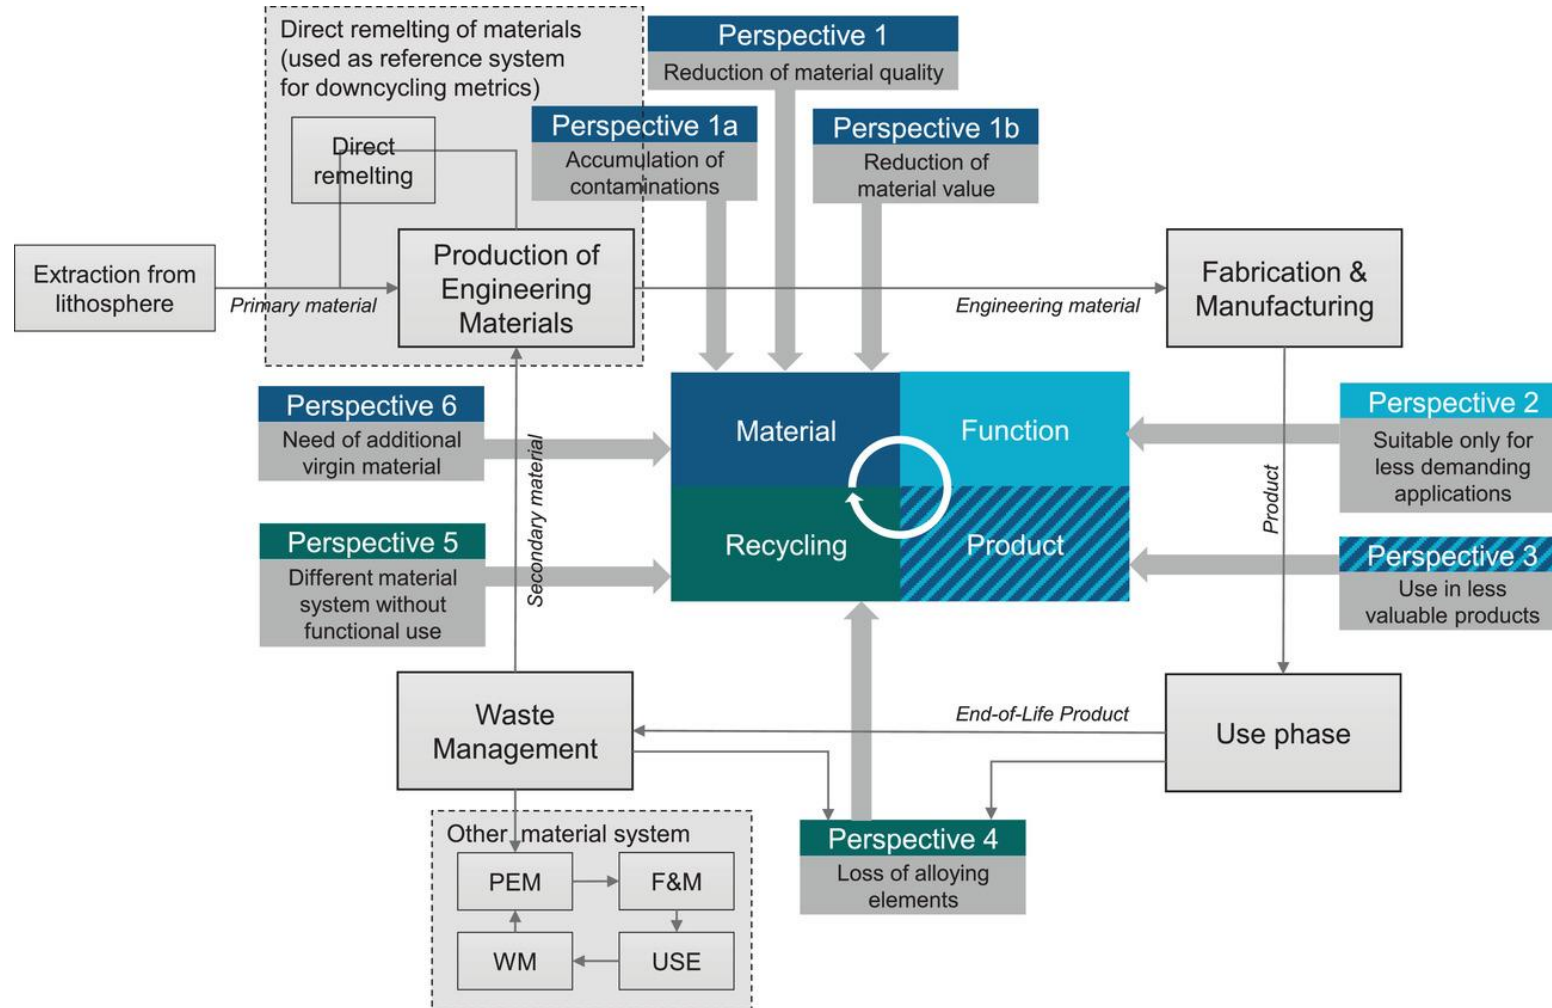 Direct remelting of materials
(used as reference system
for downcycling metrics)
Direct
remelting
Perspective 1
Reduction of material quality
Perspective 1a
Accumulation of
contaminations
Perspective 1b
Reduction of
material value
Extraction from
lithosphere
Primary material
Production of
Engineering
Materials
Engineering material
Fabrication &
Manufacturing
Perspective 6
Need of additional
virgin material
Secondary material
Material
Function
Recycling
Product
Perspective 2
Suitable only for
less demanding
applications
Product
Perspective 5
Different material
system without
functional use
Perspective 3
Use in less
valuable products
Waste
Management
End-of-Life Product
Use phase
Perspective 4
Loss of alloying
elements
Other material system
PEM
F&M
WM
USE